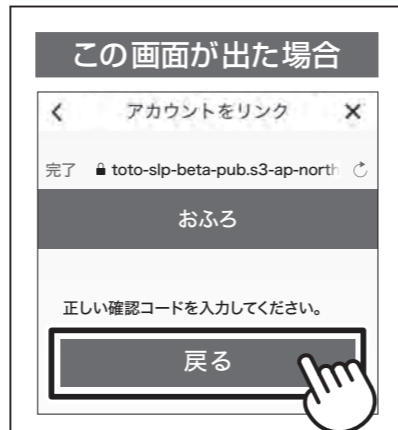 この画面が出た場合
アカウントをリンク
完了 toto-slp-beta-pub.s3-ap-north
おふろ
正しい確認コードを入力してください。
戻る